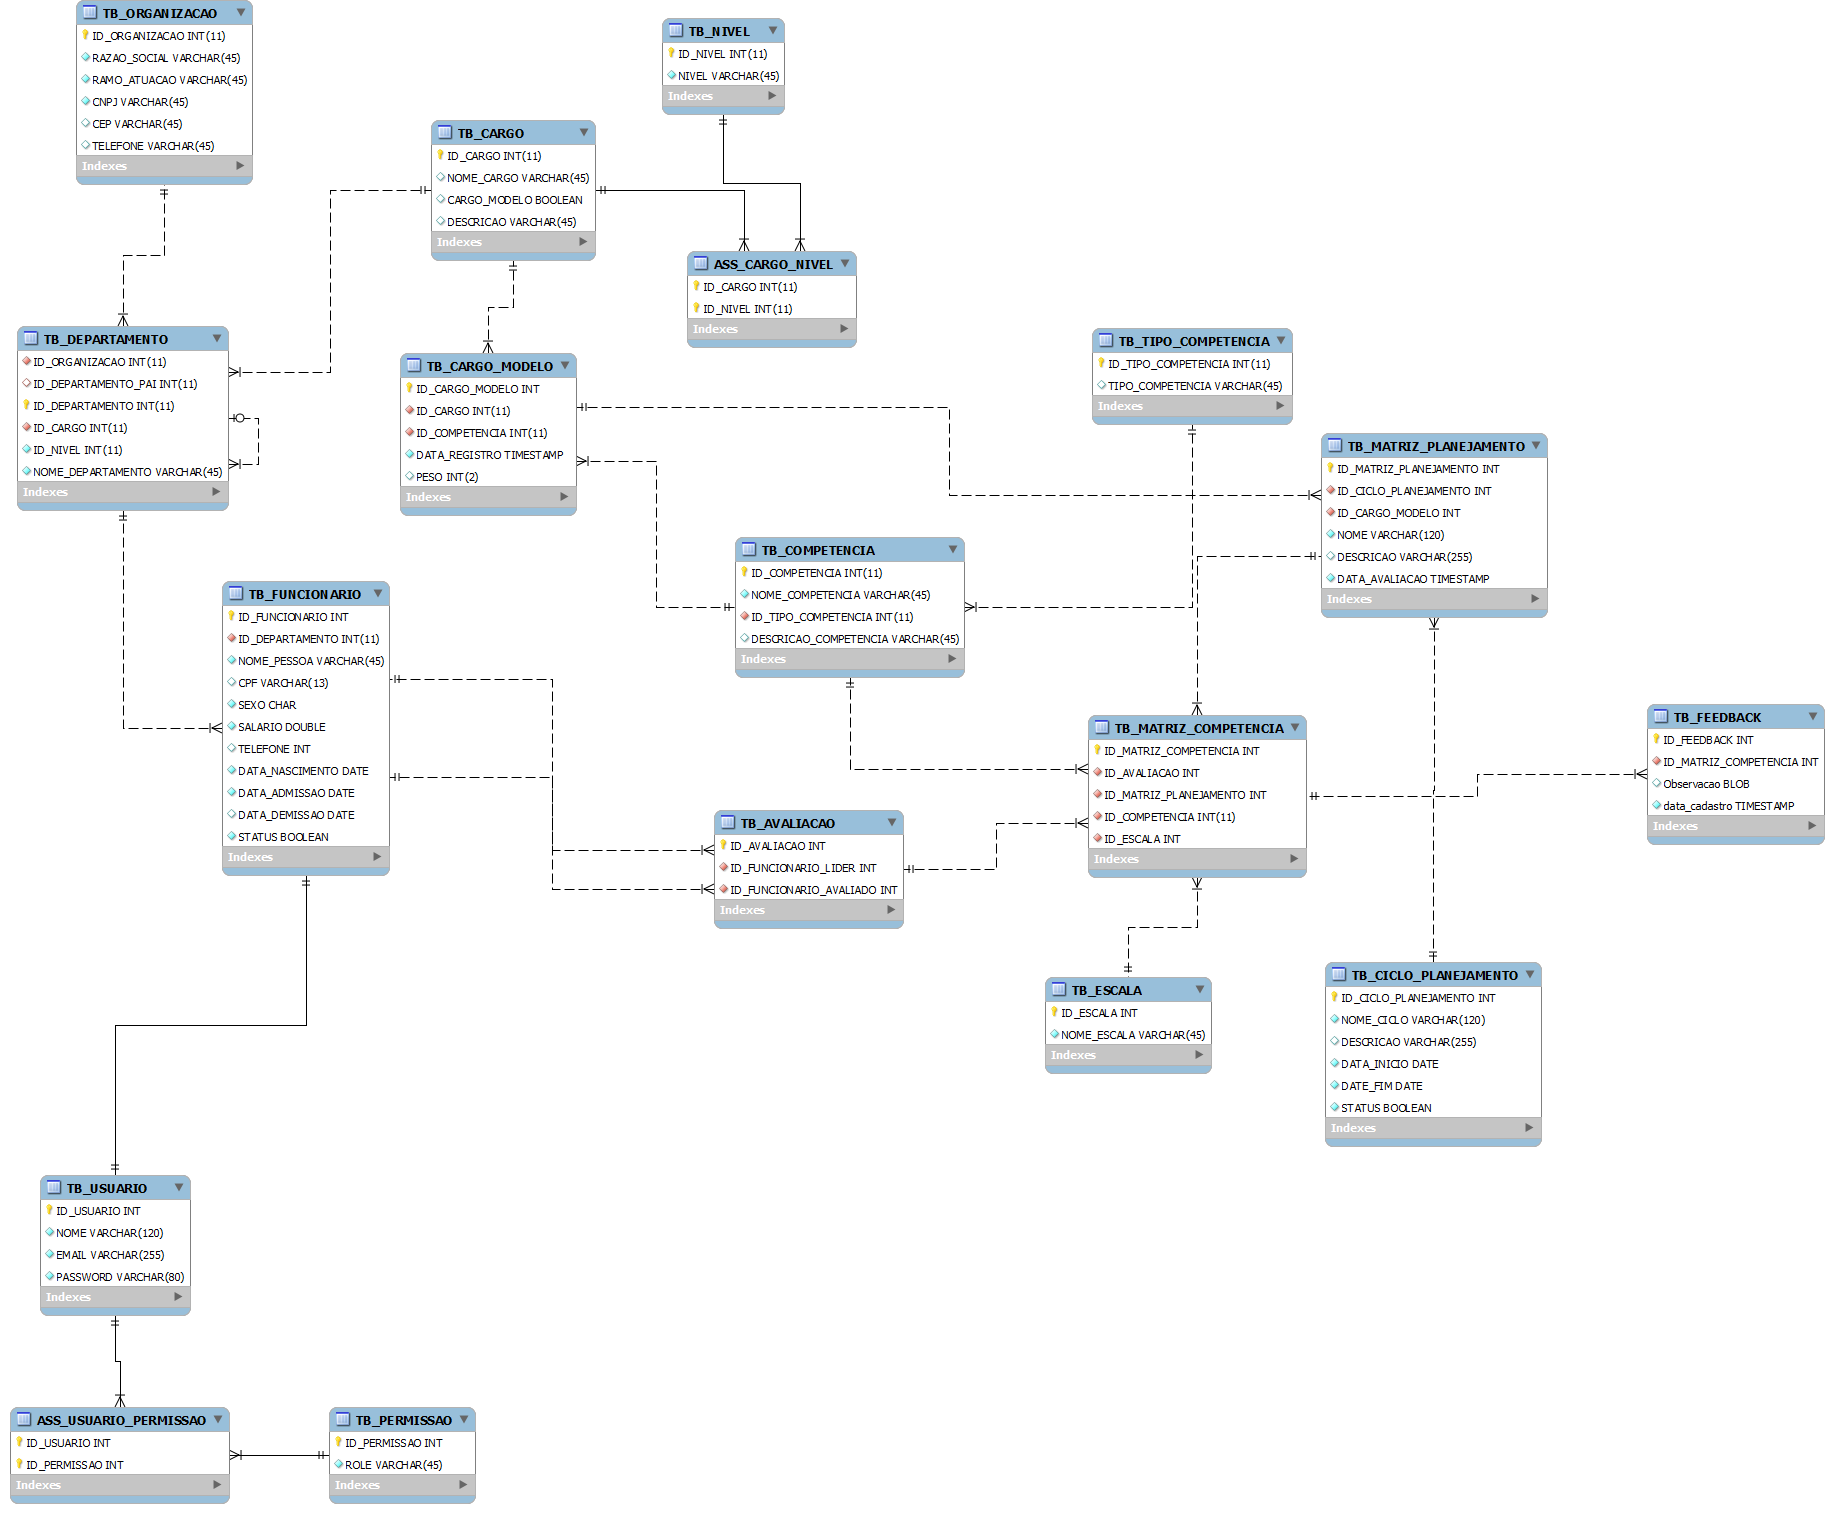 TB_ORGANIZACAO
ID_ORGANIZACAO INT(11)
RAZAO_SOCIAL VARCHAR(45)
RAMO_ATUACAO VARCHAR(45)
CNPJ VARCHAR(45)
CEP VARCHAR(45)
TELEFONE VARCHAR(45)
Indexes
TB_NIVEL
ID_NIVEL INT(11)
NIVEL VARCHAR(45)
Indexes
TB_CARGO
ID_CARGO INT(11)
NOME_CARGO VARCHAR(45)
CARGO_MODELO BOOLEAN
DESCRICAO VARCHAR(45)
Indexes
ASS_CARGO_NIVEL
ID_CARGO INT(11)
ID_NIVEL INT(11)
Indexes
TB_DEPARTAMENTO
ID_ORGANIZACAO INT(11)
ID_DEPARTAMENTO_PAI INT(11)
ID_DEPARTAMENTO INT(11)
ID_CARGO INT(11)
ID_NIVEL INT(11)
NOME_DEPARTAMENTO VARCHAR(45)
Indexes
TB_CARGO_MODELO
ID_CARGO_MODELO INT
ID_CARGO INT(11)
ID_COMPETENCIA INT(11)
DATA_REGISTRO TIMESTAMP
PESO INT(2)
Indexes
TB_TIPO_COMPETENCIA
ID_TIPO_COMPETENCIA INT(11)
TIPO_COMPETENCIA VARCHAR(45)
Indexes
TB_MATRIZ_PLANEJAMENTO
ID_MATRIZ_PLANEJAMENTO INT
ID_CICLO_PLANEJAMENTO INT
ID_CARGO_MODELO INT
NOME VARCHAR(120)
DESCRICAO VARCHAR(255)
DATA_AVALIACAO TIMESTAMP
Indexes
TB_COMPETENCIA
ID_COMPETENCIA INT(11)
NOME_COMPETENCIA VARCHAR(45)
ID_TIPO_COMPETENCIA INT(11)
DESCRICAO_COMPETENCIA VARCHAR(45)
Indexes
TB_FUNCIONARIO
ID_FUNCIONARIO INT
ID_DEPARTAMENTO INT(11)
NOME_PESSOA VARCHAR(45)
CPF VARCHAR(13)
SEXO CHAR
SALARIO DOUBLE
TELEFONE INT
DATA_NASCIMENTO DATE
DATA_ADMISSAO DATE
DATA_DEMISSAO DATE
STATUS BOOLEAN
Indexes
TB_MATRIZ_COMPETENCIA
ID_MATRIZ_COMPETENCIA INT
ID_AVALIACAO INT
ID_MATRIZ_PLANEJAMENTO INT
ID_COMPETENCIA INT(11)
ID_ESCALA INT
Indexes
TB_FEEDBACK
ID_FEEDBACK INT
ID_MATRIZ_COMPETENCIA INT
Observacao BLOB
data_cadastro TIMESTAMP
Indexes
TB_AVALIACAO
ID_AVALIACAO INT
ID_FUNCIONARIO_LIDER INT
ID_FUNCIONARIO_AVALIADO INT
Indexes
TB_ESCALA
ID_ESCALA INT
NOME_ESCALA VARCHAR(45)
Indexes
TB_CICLO_PLANEJAMENTO
ID_CICLO_PLANEJAMENTO INT
NOME_CICLO VARCHAR(120)
DESCRICAO VARCHAR(255)
DATA_INICIO DATE
DATE_FIM DATE
STATUS BOOLEAN
Indexes
TB_USUARIO
ID_USUARIO INT
NOME VARCHAR(120)
EMAIL VARCHAR(255)
PASSWORD VARCHAR(80)
Indexes
ASS_USUARIO_PERMISSAO
ID_USUARIO INT
ID_PERMISSAO INT
Indexes
TB_PERMISSAO
ID_PERMISSAO INT
ROLE VARCHAR(45)
Indexes